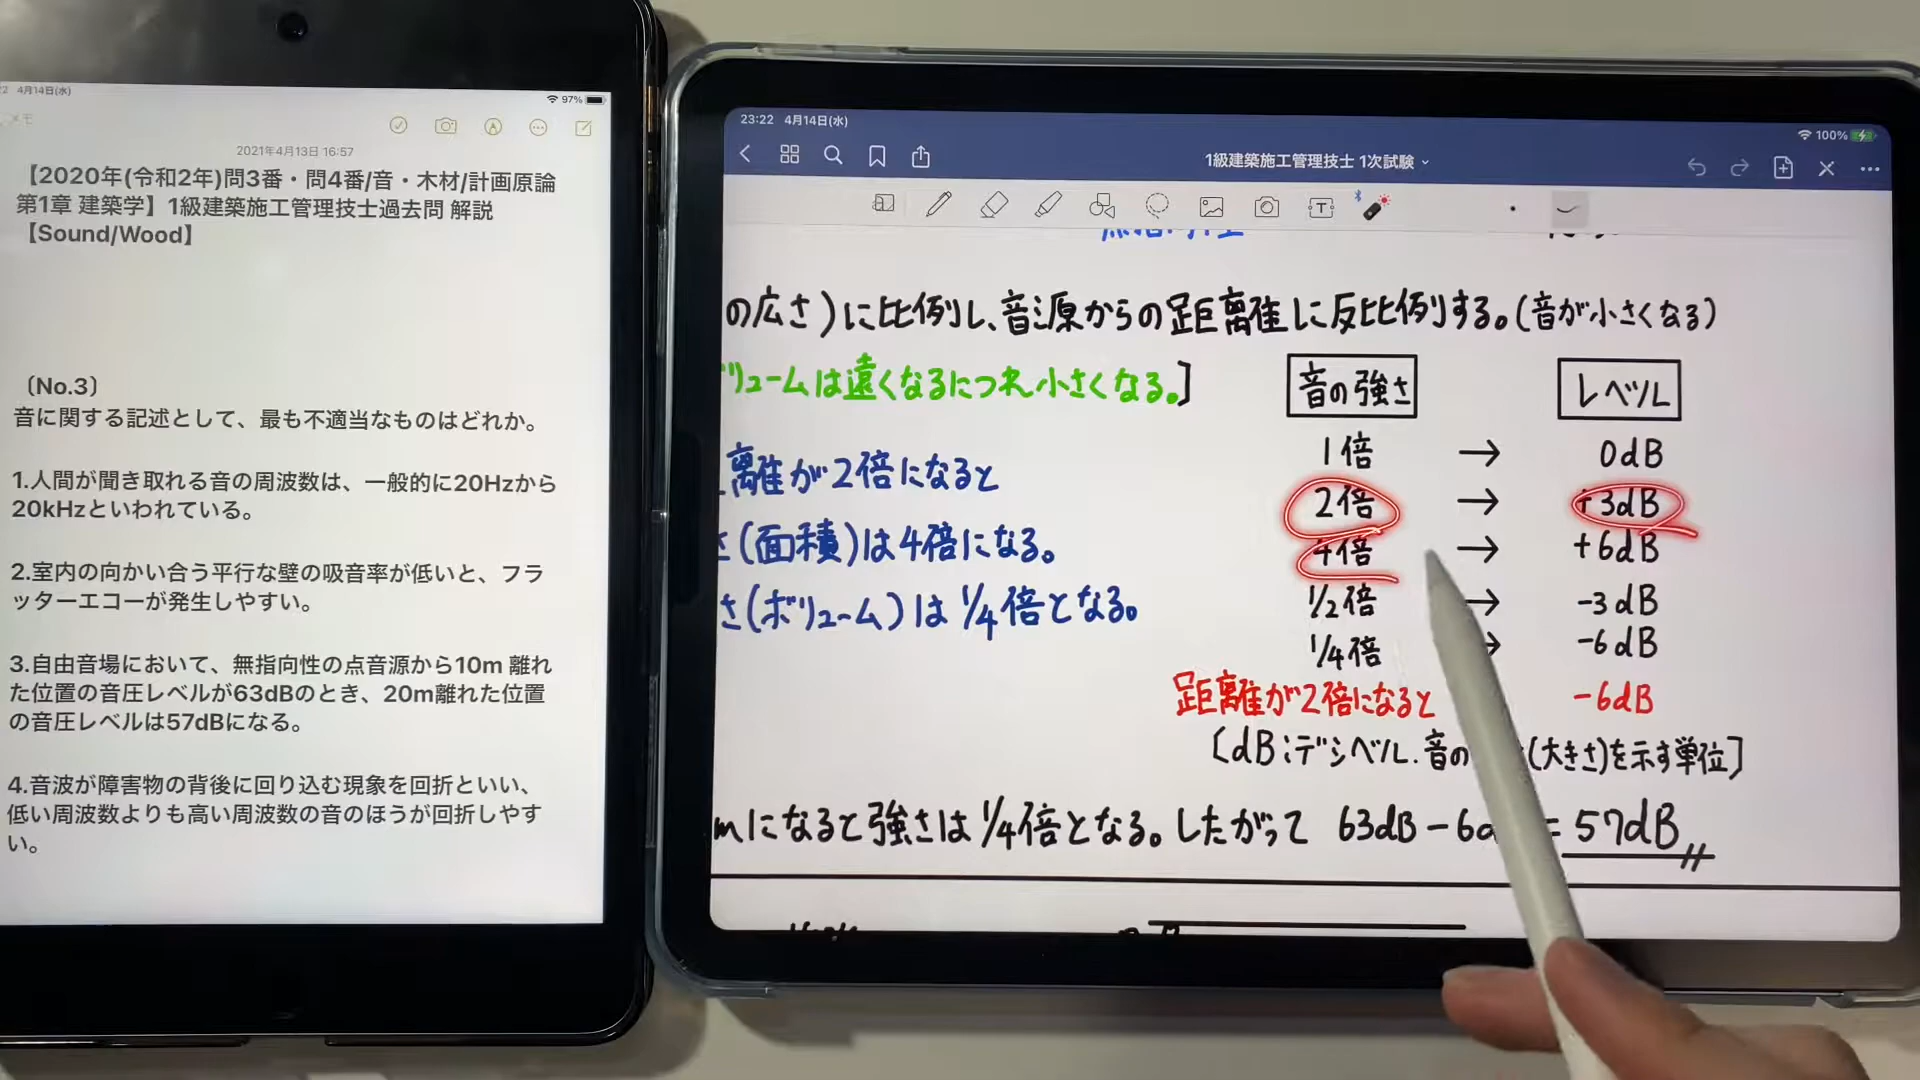 4月14日(水)
97%
メモ
2021年4月13日 16:57
【2020年(令和2年)問3番・問4番/音・木材/計画原論
第1章 建築学】1級建築施工管理技士過去問 解説
【Sound/Wood】
〔No.3〕
音に関する記述として、最も不適当なものはどれか。
1.人間が聞き取れる音の周波数は、一般的に20Hzから
20kHzといわれている。
2.室内の向かい合う平行な壁の吸音率が低いと、フラ
ッターエコーが発生しやすい。
3.自由音場において、無指向性の点音源から10m 離れ
た位置の音圧レベルが63dBのとき、20m離れた位置
の音圧レベルは57dBになる。
4.音波が障害物の背後に回り込む現象を回折といい、
低い周波数よりも高い周波数の音のほうが回折しやす
い。
23:22 4月14日(水)
100%
1級建築施工管理技士 1次試験
の広さ)に比例し、音源からの距離に反比例する。(音が小さくなる)
リュームは遠くなるにつれ小さくなる。]
離が2倍になると
さ(面積)は4倍になる。
さ(ボリューム)は1/4倍となる。
音の強さ レベル
1倍 → 0dB
2倍 → +3dB
4倍 → +6dB
1/2倍 → -3dB
1/4倍 → -6dB
距離が2倍になると -6dB
[dB:デシベル.音の (大きさ)を示す単位]
mになると強さは1/4倍となる。したがって 63dB-6d = 57dB